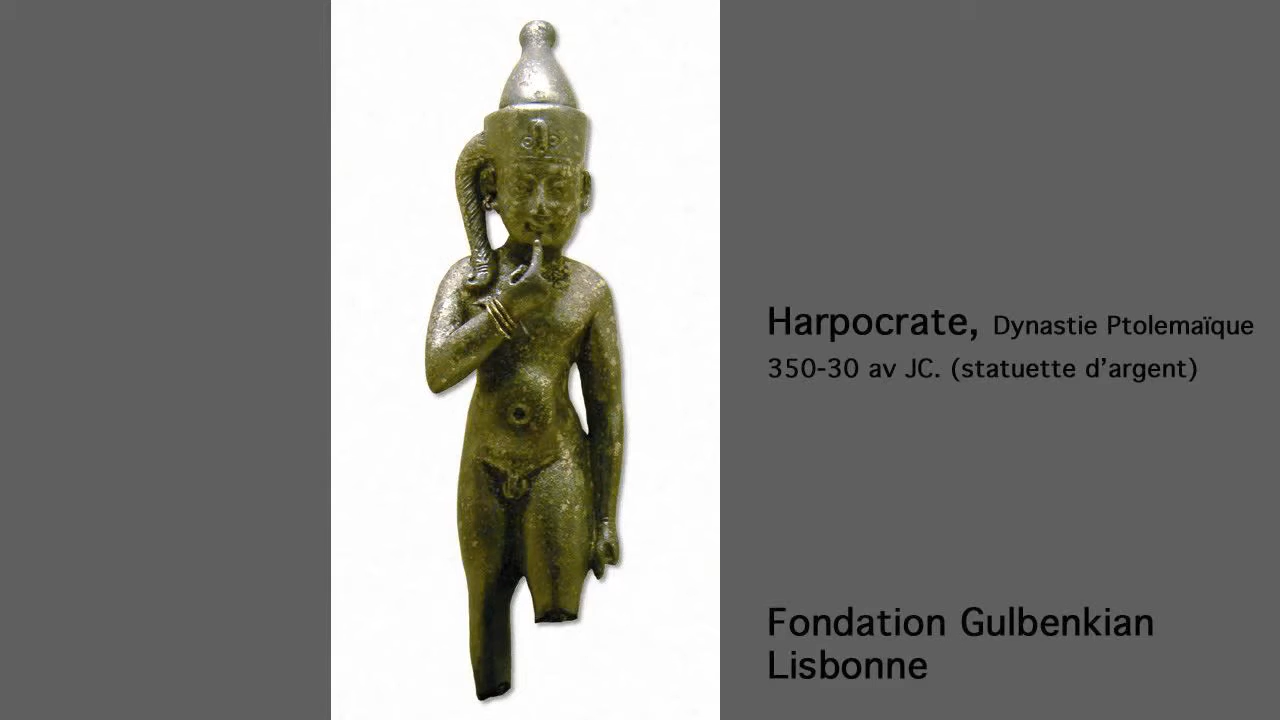 Harpocrate, Dynastie Ptolemaïque
350-30 av JC. (statuette d’argent)
Fondation Gulbenkian
Lisbonne